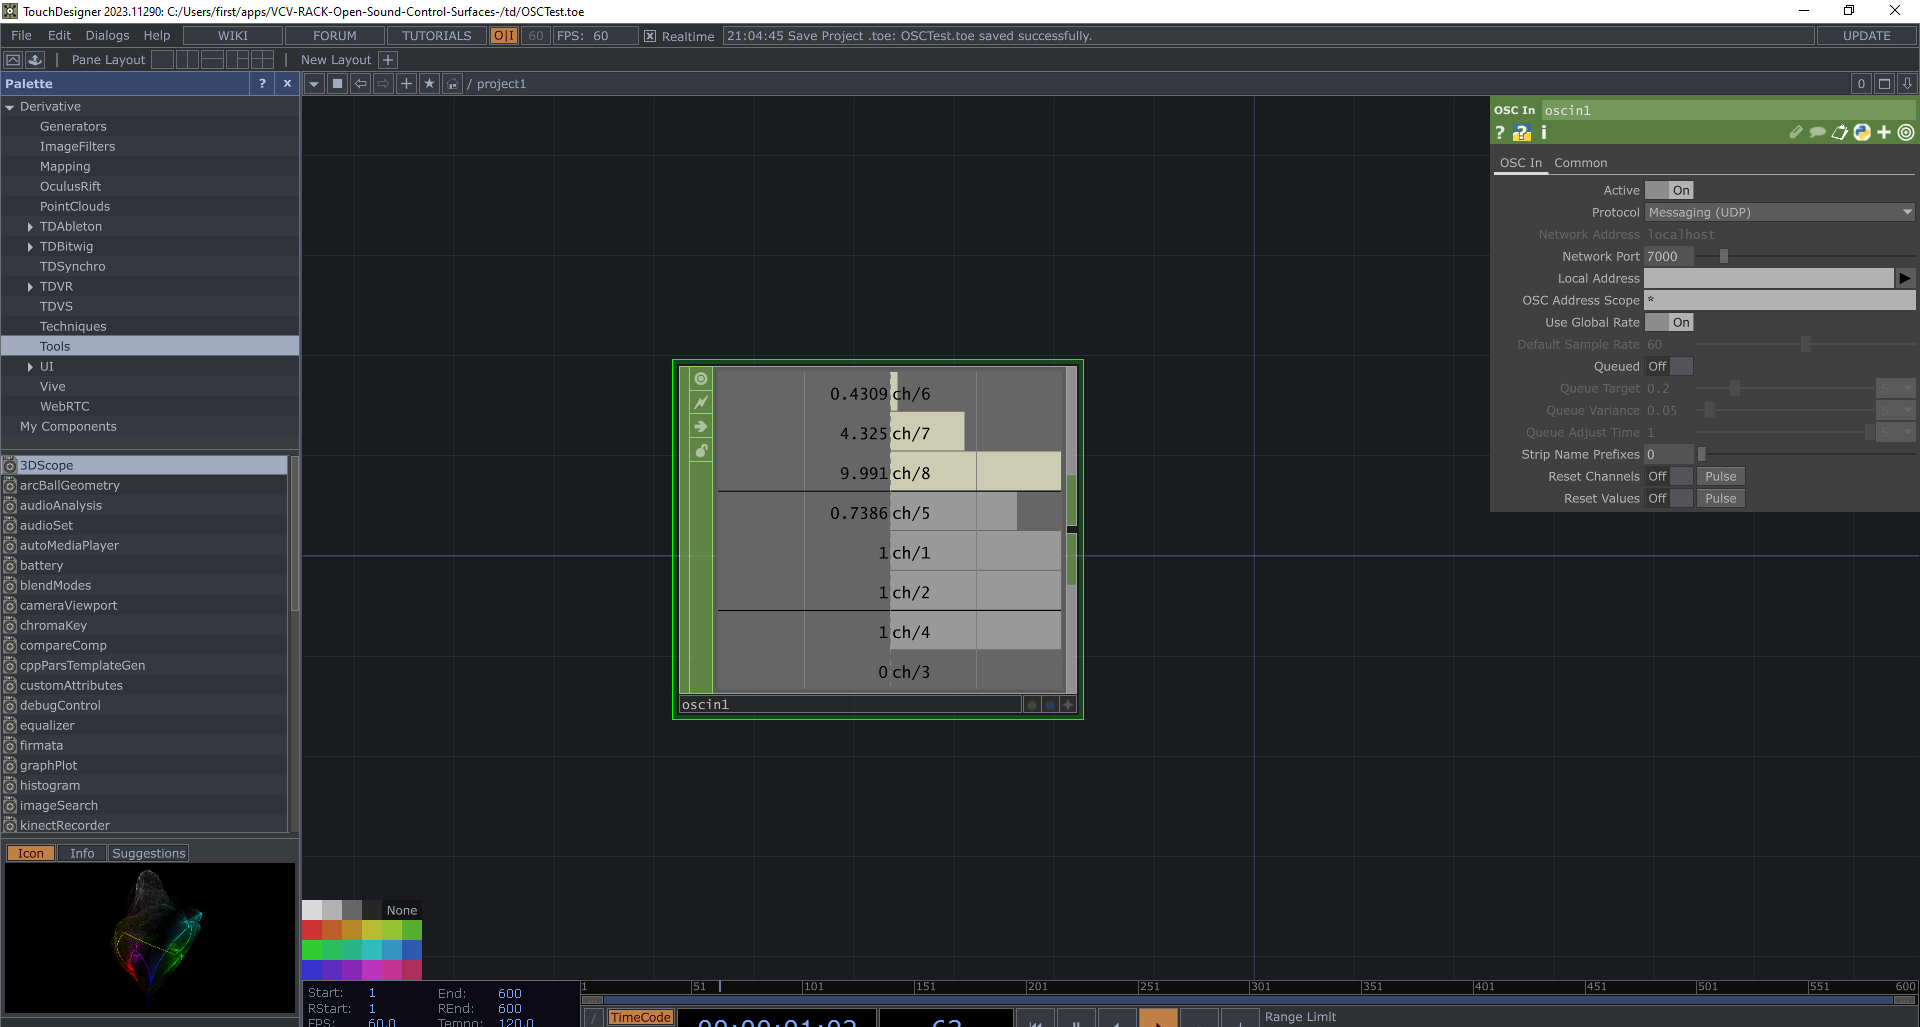 TouchDesigner 2023.11290: C:/Users/first/apps/VCV-RACK-Open-Sound-Control-Surfaces-/td/OSCTest.toe
File Edit Dialogs Help WIKI FORUM TUTORIALS O|I 60 FPS: 60 Realtime 21:04:45 Save Project .toe: OSCTest.toe saved successfully. UPDATE
Pane Layout New Layout +
Palette ? x / project1 0
Derivative
Generators
ImageFilters
Mapping
OculusRift
PointClouds
TDAbleton
TDBitwig
TDSynchro
TDVR
TDVS
Techniques
Tools
UI
Vive
WebRTC
My Components
3DScope
arcBallGeometry
audioAnalysis
audioSet
autoMediaPlayer
battery
blendModes
cameraViewport
chromaKey
compareComp
cppParsTemplateGen
customAttributes
debugControl
equalizer
firmata
graphPlot
histogram
imageSearch
kinectRecorder
Icon Info Suggestions
0.4309 ch/6
4.325 ch/7
9.991 ch/8
0.7386 ch/5
1 ch/1
1 ch/2
1 ch/4
0 ch/3
oscin1
OSC In oscin1
? ? i
OSC In Common
Active On
Protocol Messaging (UDP)
Network Address localhost
Network Port 7000
Local Address
OSC Address Scope *
Use Global Rate On
Default Sample Rate 60
Queued Off
Queue Target 0.2 S
Queue Variance 0.05 S
Queue Adjust Time 1 S
Strip Name Prefixes 0
Reset Channels Off Pulse
Reset Values Off Pulse
None
Start: 1 End: 600
RStart: 1 REnd: 600
FPS: 60.0 Tempo: 120.0
1 51 101 151 201 251 301 351 401 451 501 551 600
/ TimeCode 00:00:01:02 63 Range Limit